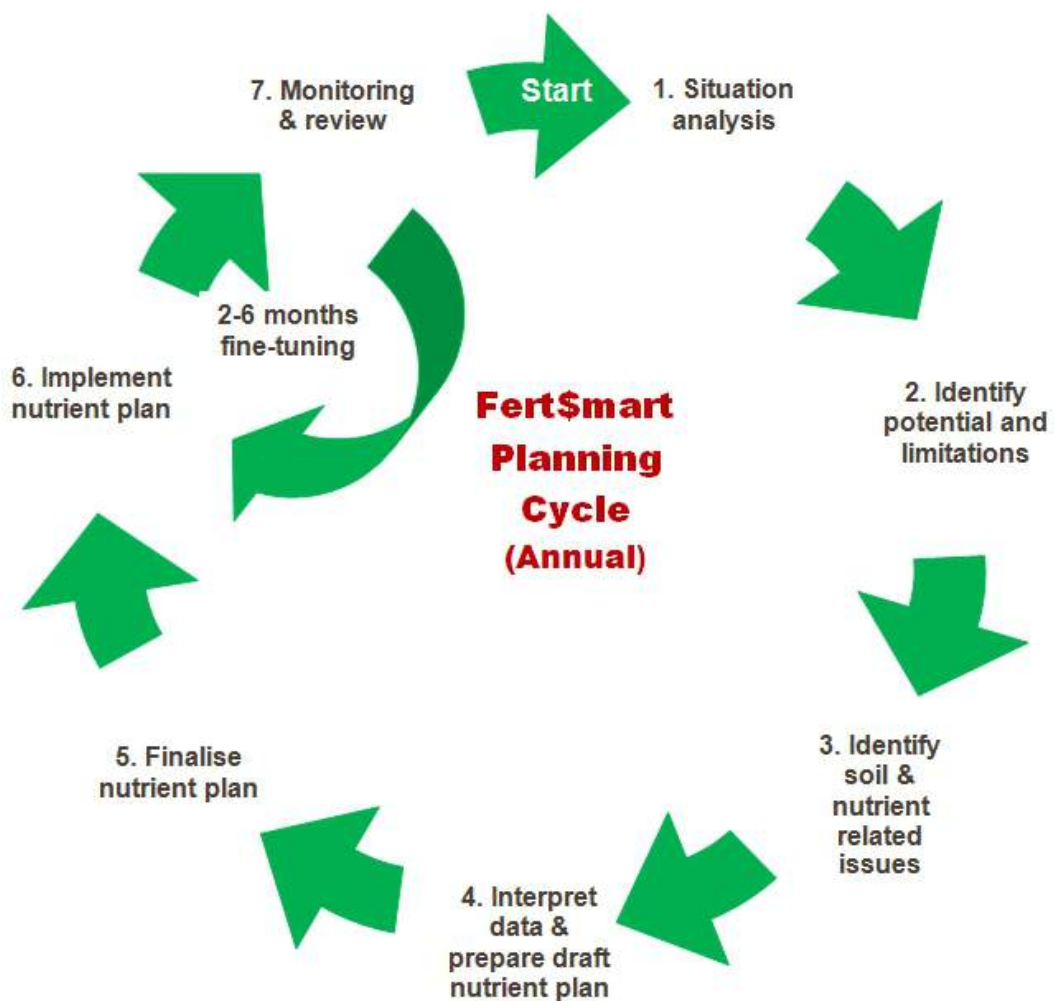 Start
1. Situation
analysis
2. Identify
potential and
limitations
3. Identify
soil &
nutrient
related
issues
4. Interpret
data &
prepare draft
nutrient plan
5. Finalise
nutrient plan
6. Implement
nutrient plan
7. Monitoring
& review
2-6 months
fine-tuning
Fert$mart
Planning
Cycle
(Annual)